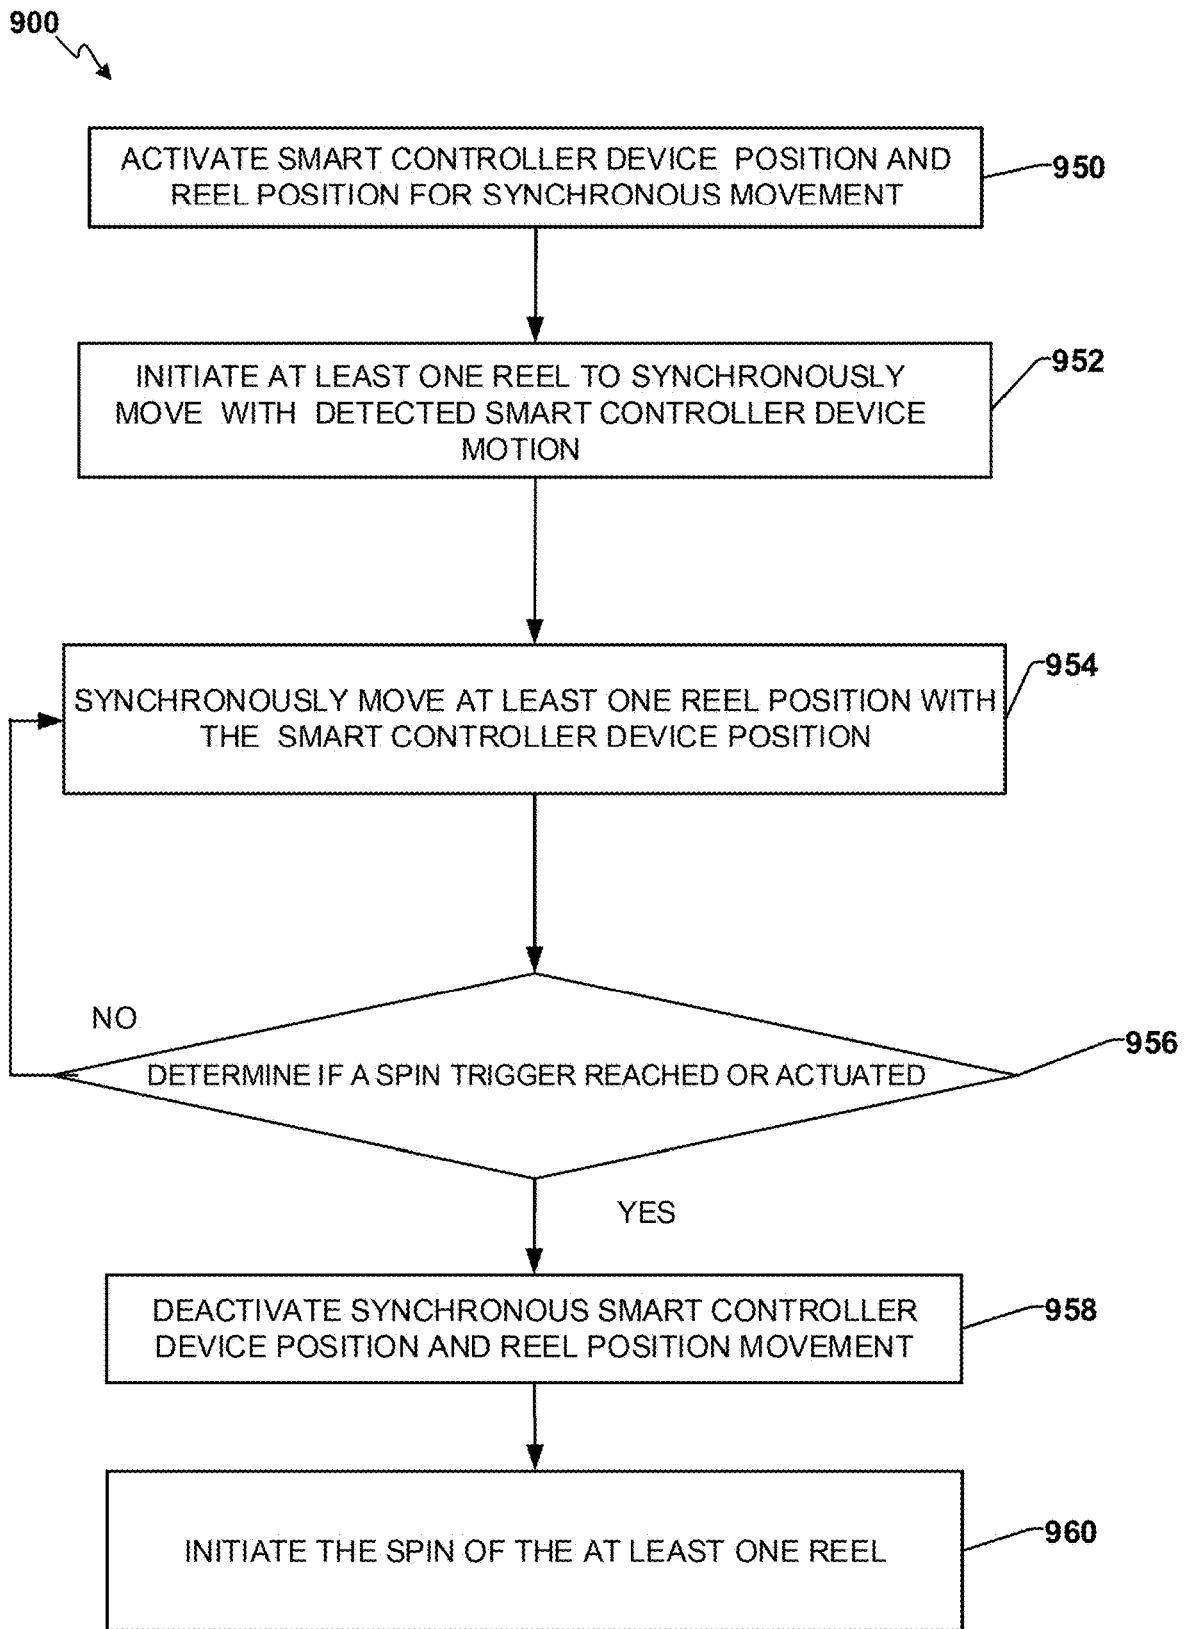 900
ACTIVATE SMART CONTROLLER DEVICE POSITION AND
REEL POSITION FOR SYNCHRONOUS MOVEMENT
950
INITIATE AT LEAST ONE REEL TO SYNCHRONOUSLY
MOVE WITH DETECTED SMART CONTROLLER DEVICE
MOTION
952
SYNCHRONOUSLY MOVE AT LEAST ONE REEL POSITION WITH
THE SMART CONTROLLER DEVICE POSITION
954
NO
DETERMINE IF A SPIN TRIGGER REACHED OR ACTUATED
956
YES
DEACTIVATE SYNCHRONOUS SMART CONTROLLER
DEVICE POSITION AND REEL POSITION MOVEMENT
958
INITIATE THE SPIN OF THE AT LEAST ONE REEL
960